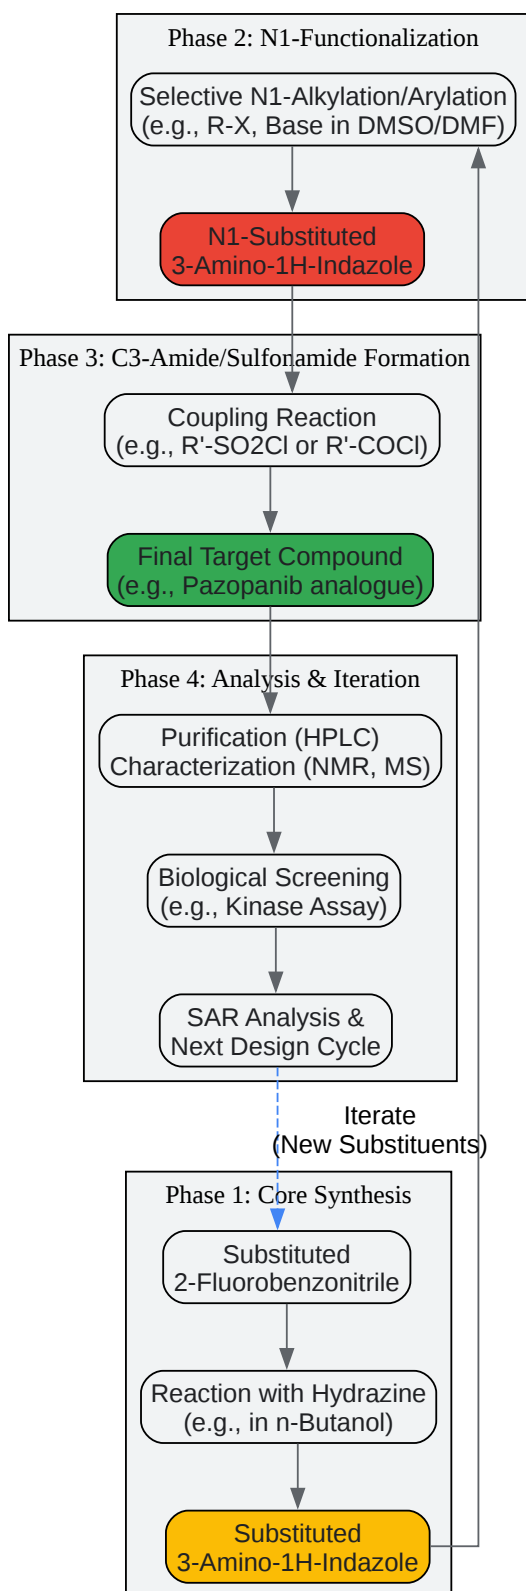 Phase 2: N1-Functionalization
Selective N1-Alkylation/Arylation
(e.g., R-X, Base in DMSO/DMF)
N1-Substituted
3-Amino-1H-Indazole
Phase 3: C3-Amide/Sulfonamide Formation
Coupling Reaction
(e.g., R'-SO2Cl or R'-COCl)
Final Target Compound
(e.g., Pazopanib analogue)
Phase 4: Analysis & Iteration
Purification (HPLC)
Characterization (NMR, MS)
Biological Screening
(e.g., Kinase Assay)
SAR Analysis &
Next Design Cycle
Iterate
(New Substituents)
Phase 1: Core Synthesis
Substituted
2-Fluorobenzonitrile
Reaction with Hydrazine
(e.g., in n-Butanol)
Substituted
3-Amino-1H-Indazole